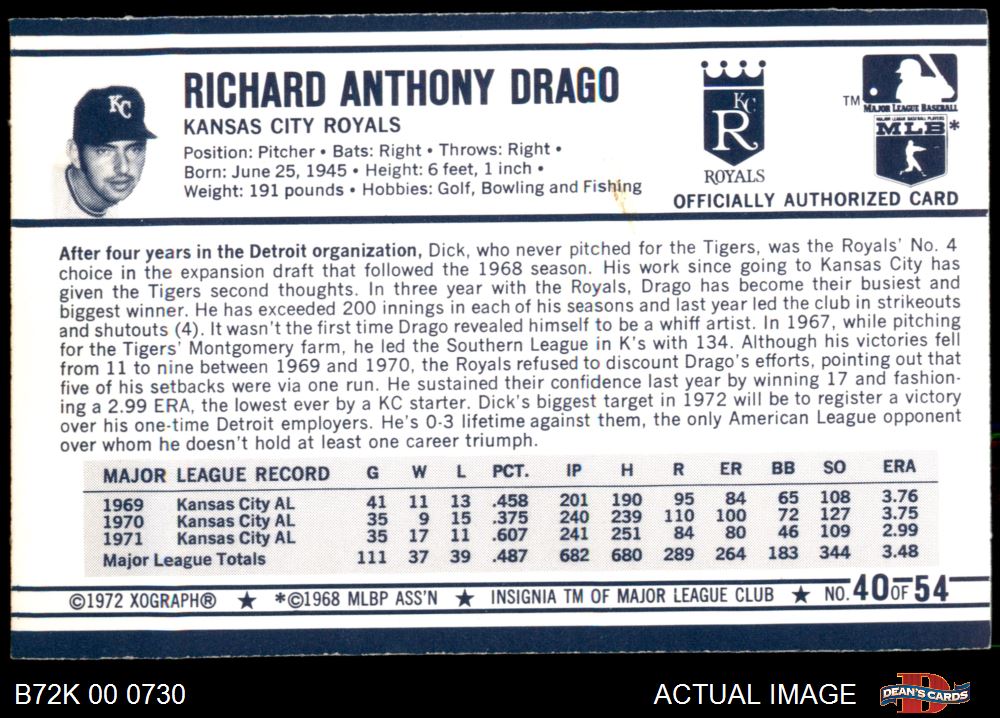 RICHARD ANTHONY DRAGO
KANSAS CITY ROYALS
Position: Pitcher • Bats: Right • Throws: Right •
Born: June 25, 1945 • Height: 6 feet, 1 inch •
Weight: 191 pounds • Hobbies: Golf, Bowling and Fishing
KC
KC
R
ROYALS
TM
MAJOR LEAGUE BASEBALL
MAJOR LEAGUE BASEBALL PLAYERS
MLB*
OFFICIALLY AUTHORIZED CARD
After four years in the Detroit organization, Dick, who never pitched for the Tigers, was the Royals' No. 4
choice in the expansion draft that followed the 1968 season. His work since going to Kansas City has
given the Tigers second thoughts. In three year with the Royals, Drago has become their busiest and
biggest winner. He has exceeded 200 innings in each of his seasons and last year led the club in strikeouts
and shutouts (4). It wasn't the first time Drago revealed himself to be a whiff artist. In 1967, while pitching
for the Tigers' Montgomery farm, he led the Southern League in K's with 134. Although his victories fell
from 11 to nine between 1969 and 1970, the Royals refused to discount Drago's efforts, pointing out that
five of his setbacks were via one run. He sustained their confidence last year by winning 17 and fashion-
ing a 2.99 ERA, the lowest ever by a KC starter. Dick's biggest target in 1972 will be to register a victory
over his one-time Detroit employers. He's 0-3 lifetime against them, the only American League opponent
over whom he doesn't hold at least one career triumph.
MAJOR LEAGUE RECORD G W L PCT. IP H R ER BB SO ERA
1969 Kansas City AL 41 11 13 .458 201 190 95 84 65 108 3.76
1970 Kansas City AL 35 9 15 .375 240 239 110 100 72 127 3.75
1971 Kansas City AL 35 17 11 .607 241 251 84 80 46 109 2.99
Major League Totals 111 37 39 .487 682 680 289 264 183 344 3.48
©1972 XOGRAPH® ★ *©1968 MLBP ASS'N ★ INSIGNIA TM OF MAJOR LEAGUE CLUB ★ NO. 40 OF 54
B72K 00 0730 ACTUAL IMAGE DEAN'S CARDS